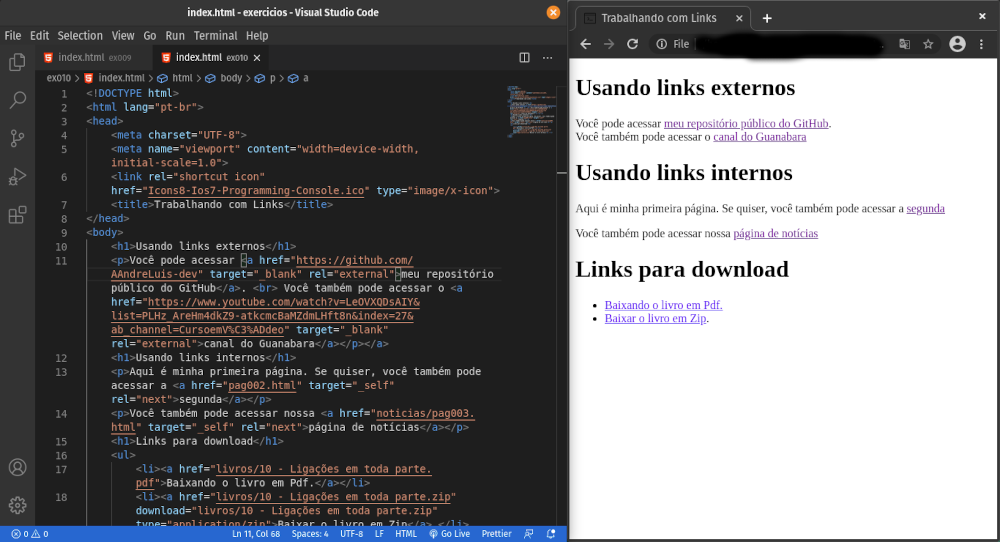 index.html - exercicios - Visual Studio Code
File Edit Selection View Go Run Terminal Help
index.html ex009 index.html ex010
ex010 > index.html > html > body > p > a
1 <!DOCTYPE html>
2 <html lang="pt-br">
3 <head>
4 <meta charset="UTF-8">
5 <meta name="viewport" content="width=device-width,
initial-scale=1.0">
6 <link rel="shortcut icon"
href="Icons8-Ios7-Programming-Console.ico" type="image/x-icon">
7 <title>Trabalhando com Links</title>
8 </head>
9 <body>
10 <h1>Usando links externos</h1>
11 <p>Você pode acessar <a href="https://github.com/
AAndreLuis-dev" target="_blank" rel="external">meu repositório
público do GitHub</a>. <br> Você também pode acessar o <a
href="https://www.youtube.com/watch?v=LeOVXQDsAIY&
list=PLHz_AreHm4dkZ9-atkcmcBaMZdmLHft8n&index=27&
ab_channel=CursoemV%C3%ADdeo" target="_blank"
rel="external">canal do Guanabara</a></p></a>
12 <h1>Usando links internos</h1>
13 <p>Aqui é minha primeira página. Se quiser, você também pode
acessar a <a href="pag002.html" target="_self"
rel="next">segunda</a></p>
14 <p>Você também pode acessar nossa <a href="noticias/pag003.
html" target="_self" rel="next">página de notícias</a></p>
15 <h1>Links para download</h1>
16 <ul>
17 <li><a href="livros/10 - Ligações em toda parte.
pdf">Baixando o livro em Pdf.</a></li>
18 <li><a href="livros/10 - Ligações em toda parte.zip"
download="livros/10 - Ligações em toda parte.zip"
type="application/zip">Baixar o livro em Zip</a>.</li>
0 0 Ln 11, Col 68 Spaces: 4 UTF-8 LF HTML Go Live Prettier
Trabalhando com Links
File
Usando links externos
Você pode acessar meu repositório público do GitHub.
Você também pode acessar o canal do Guanabara
Usando links internos
Aqui é minha primeira página. Se quiser, você também pode acessar a segunda
Você também pode acessar nossa página de notícias
Links para download
Baixando o livro em Pdf.
Baixar o livro em Zip.